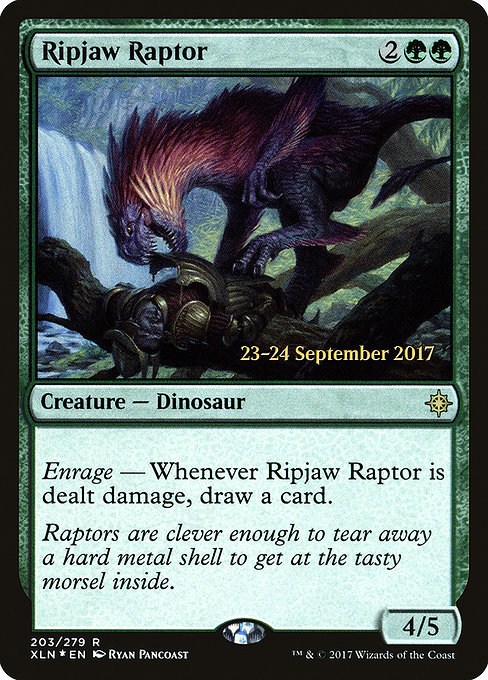 Ripjaw Raptor 2
23–24 September 2017
Creature — Dinosaur
Enrage — Whenever Ripjaw Raptor is
dealt damage, draw a card.
Raptors are clever enough to tear away
a hard metal shell to get at the tasty
morsel inside.
4/5
203/279 R
XLN ★ EN Ryan Pancoast
™ & © 2017 Wizards of the Coast